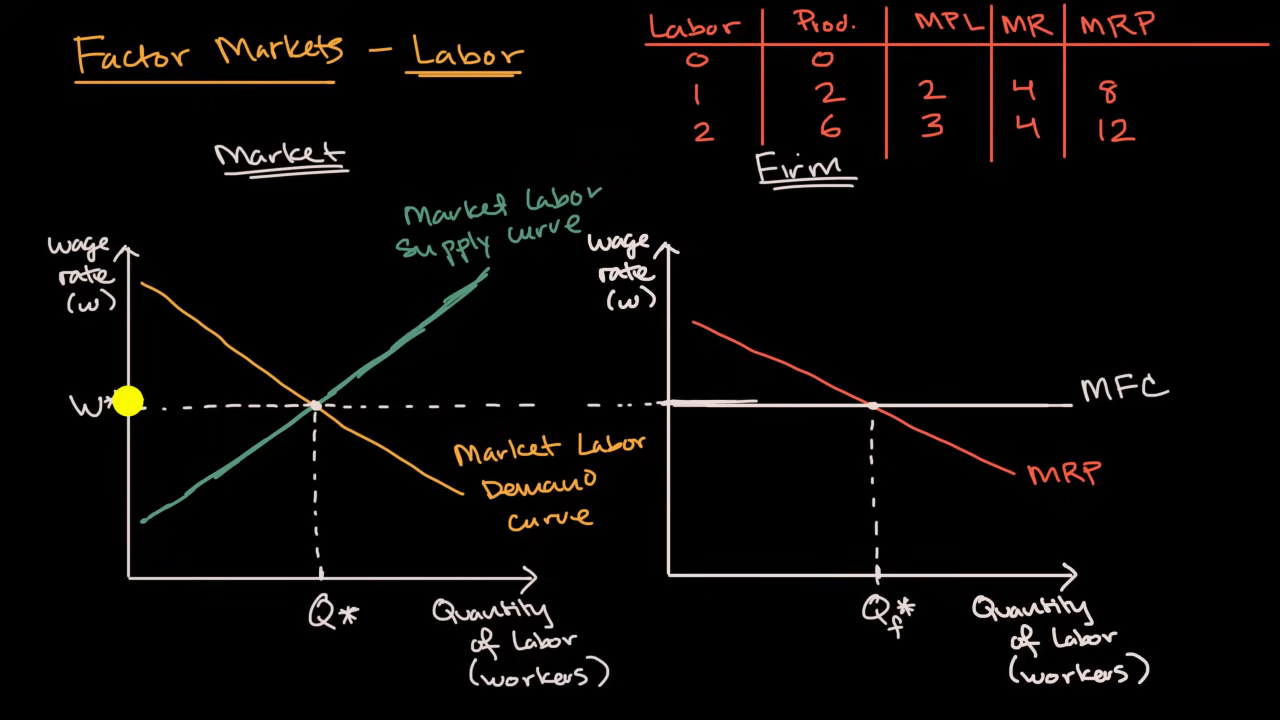 Factor Markets - Labor
Labor Prod. MPL MR MRP
0 0
1 2 2 4 8
2 6 3 4 12
Market
Firm
Market Labor
supply curve
wage
rate
(w)
W*
Market Labor
Demand
curve
Q*
Quantity
of Labor
(workers)
wage
rate
(w)
MFC
MRP
Qf*
Quantity
of Labor
(workers)